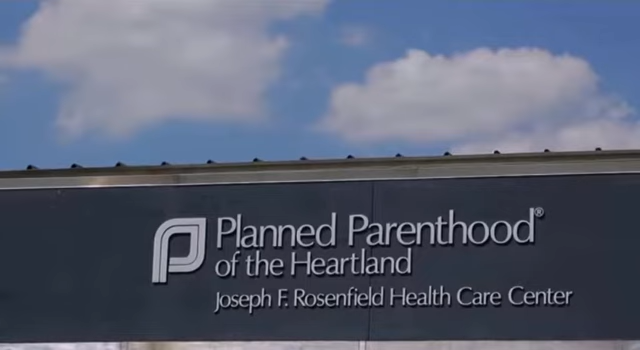 Planned Parenthood®
of the Heartland
Joseph F. Rosenfield Health Care Center